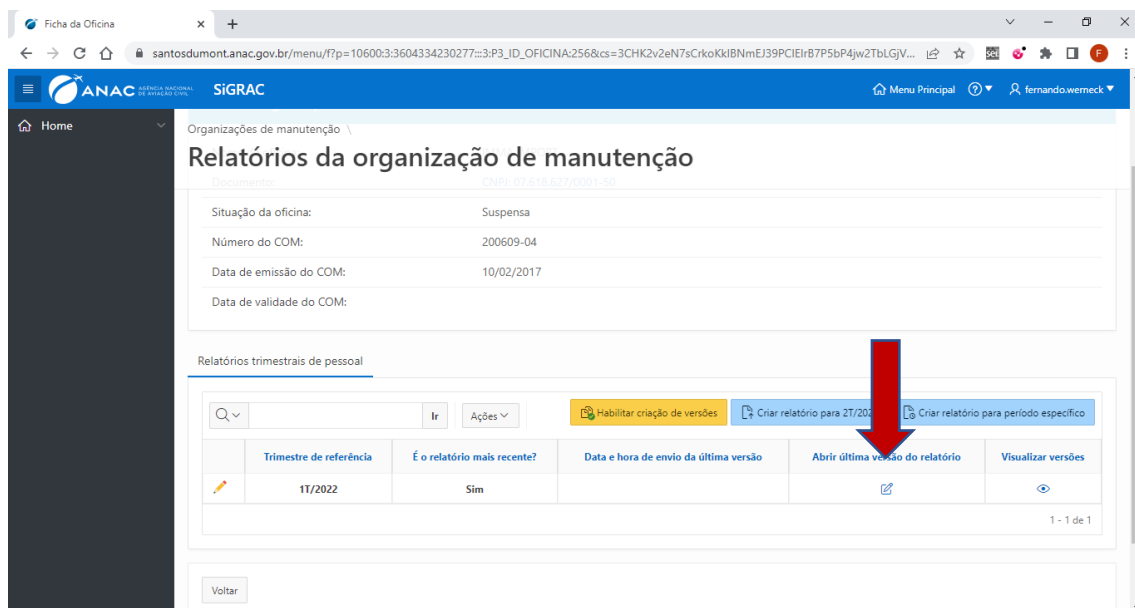 Ficha da Oficina
santosdumont.anac.gov.br/menu/f?p=10600:3:3604334230277:::3:P3_ID_OFICINA:256&cs=3CHK2v2eN7sCrkoKkIBNmEJ39PCIEIrB7P5bP4jw2TbLGjV...
ANAC AGÊNCIA NACIONAL DE AVIAÇÃO CIVIL SiGRAC Menu Principal fernando.werneck
Home
Organizações de manutenção \
Relatórios da organização de manutenção
Documento: CNPJ: 07.618.627/0001-50
Situação da oficina: Suspensa
Número do COM: 200609-04
Data de emissão do COM: 10/02/2017
Data de validade do COM:
Relatórios trimestrais de pessoal
Ir Ações Habilitar criação de versões Criar relatório para 2T/202 Criar relatório para período específico
Trimestre de referência É o relatório mais recente? Data e hora de envio da última versão Abrir última versão do relatório Visualizar versões
1T/2022 Sim
1 - 1 de 1
Voltar